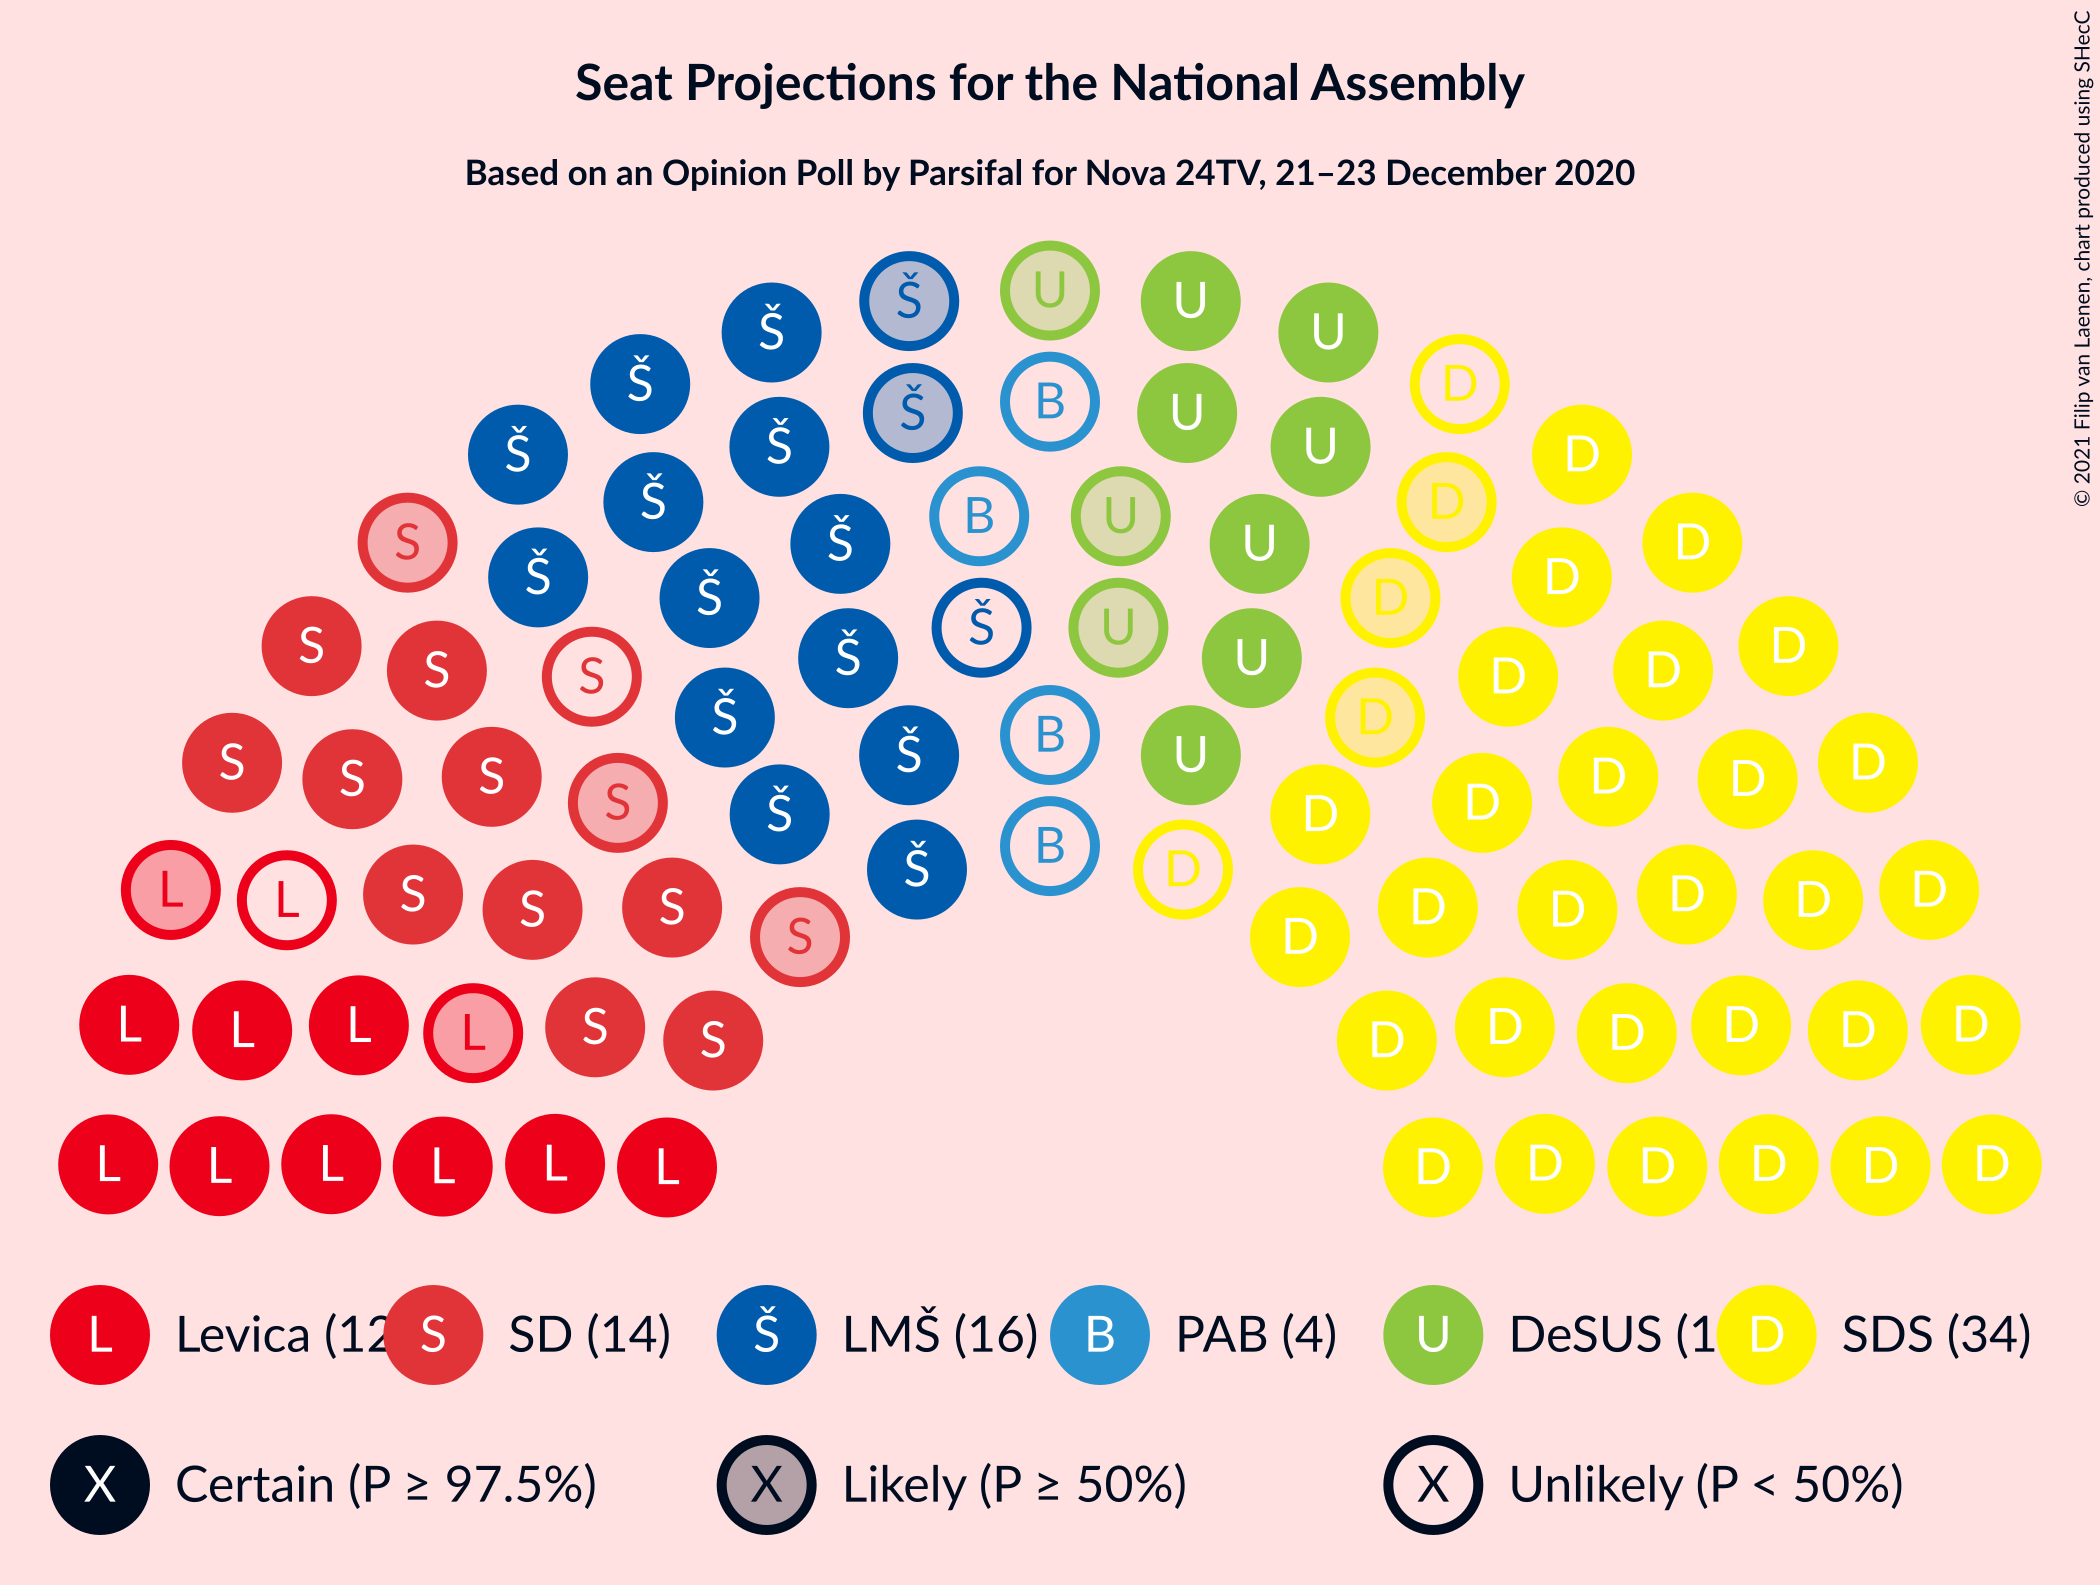 Seat Projections for the National Assembly
Based on an Opinion Poll by Parsifal for Nova 24TV, 21–23 December 2020
© 2021 Filip van Laenen, chart produced using SHecC
Š U U
Š U
Š D
Š B U
Š U
Š D D
S Š Š B U U D D
Š D
Š D
S S S Š Š U U D D D
Š D
S S S S Š B U D D D D D
L L S S S S Š Š B D D D D D D D D
L L L L S S D D D D D D
L L L L L L D D D D D D
L Levica (12 S SD (14) Š LMŠ (16) B PAB (4) U DeSUS (1 D SDS (34)
X Certain (P ≥ 97.5%) X Likely (P ≥ 50%) X Unlikely (P < 50%)